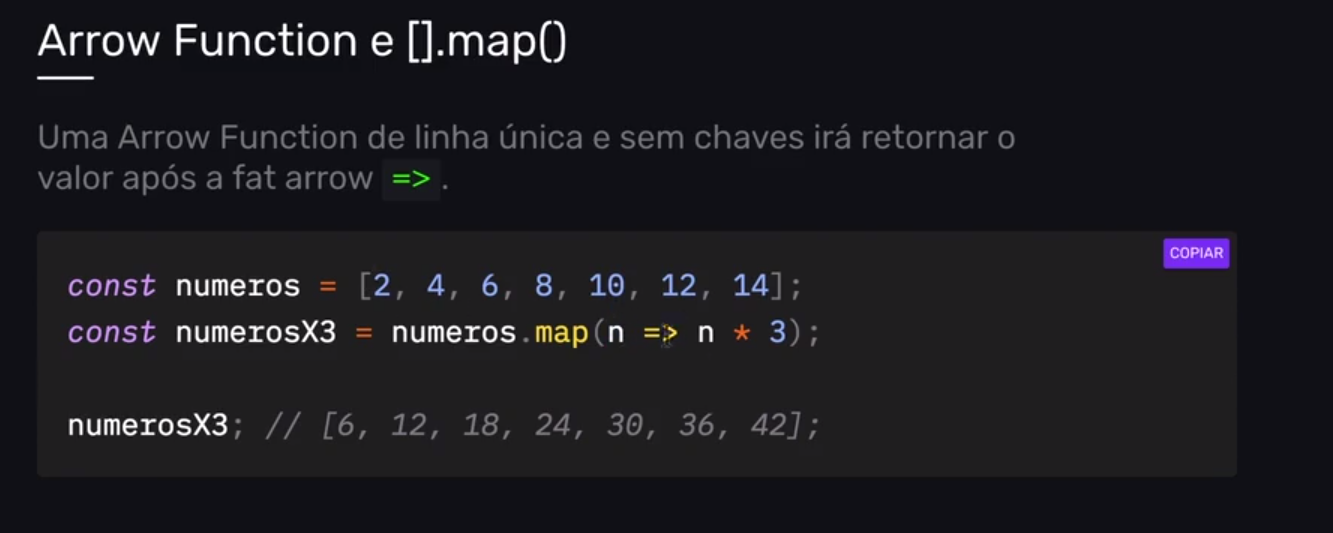 Arrow Function e [].map()
Uma Arrow Function de linha única e sem chaves irá retornar o
valor após a fat arrow => .
COPIAR
const numeros = [2, 4, 6, 8, 10, 12, 14];
const numerosX3 = numeros.map(n => n * 3);
numerosX3; // [6, 12, 18, 24, 30, 36, 42];